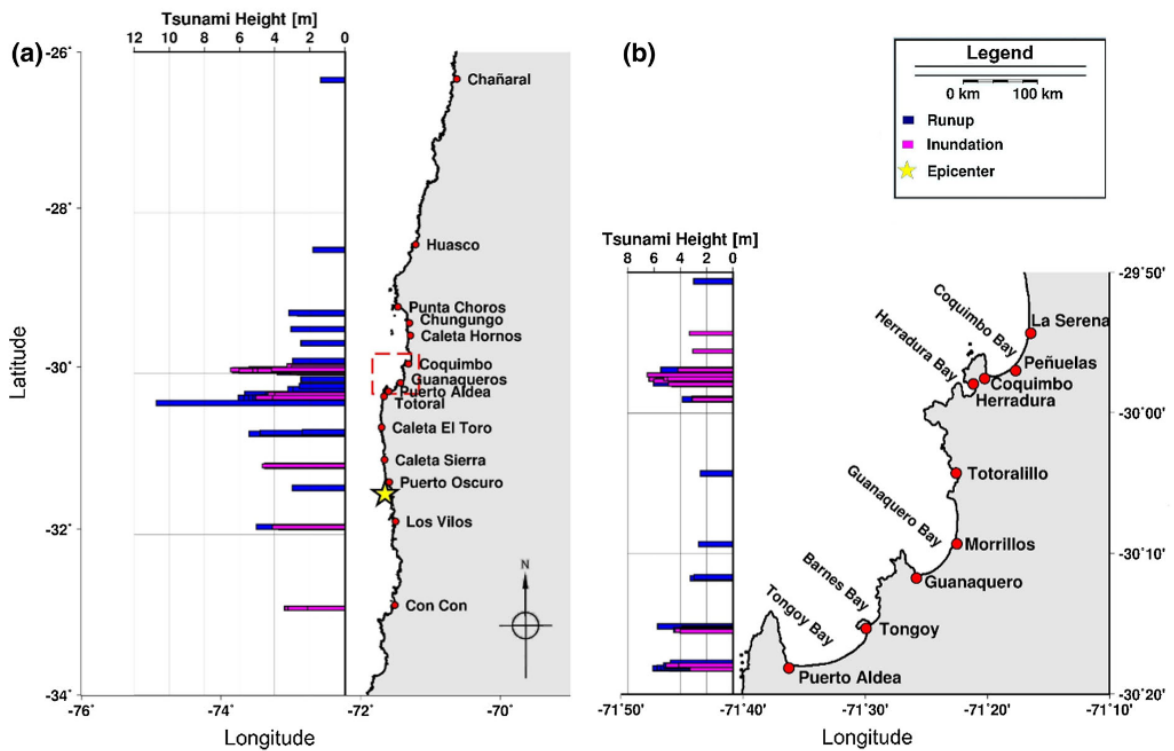 (a)
Tsunami Height [m]
12 10 8 6 4 2 0
-26
-28
-30
-32
-34
Latitude
-76 -74 -72 -70
Longitude
Chañaral
Huasco
Punta Choros
Chungungo
Caleta Hornos
Coquimbo
Guanaqueros
Puerto Aldea
Totoral
Caleta El Toro
Caleta Sierra
Puerto Oscuro
Los Vilos
Con Con
N
(b)
Legend
0 km 100 km
Runup
Inundation
Epicenter
Tsunami Height [m]
8 6 4 2 0
-29°50'
-30°00'
-30°10'
-30°20'
Coquimbo Bay
Herradura Bay
La Serena
Peñuelas
Coquimbo
Herradura
Totoralillo
Guanaquero Bay
Morrillos
Guanaquero
Barnes Bay
Tongoy Bay
Tongoy
Puerto Aldea
-71°50' -71°40' -71°30' -71°20' -71°10'
Longitude